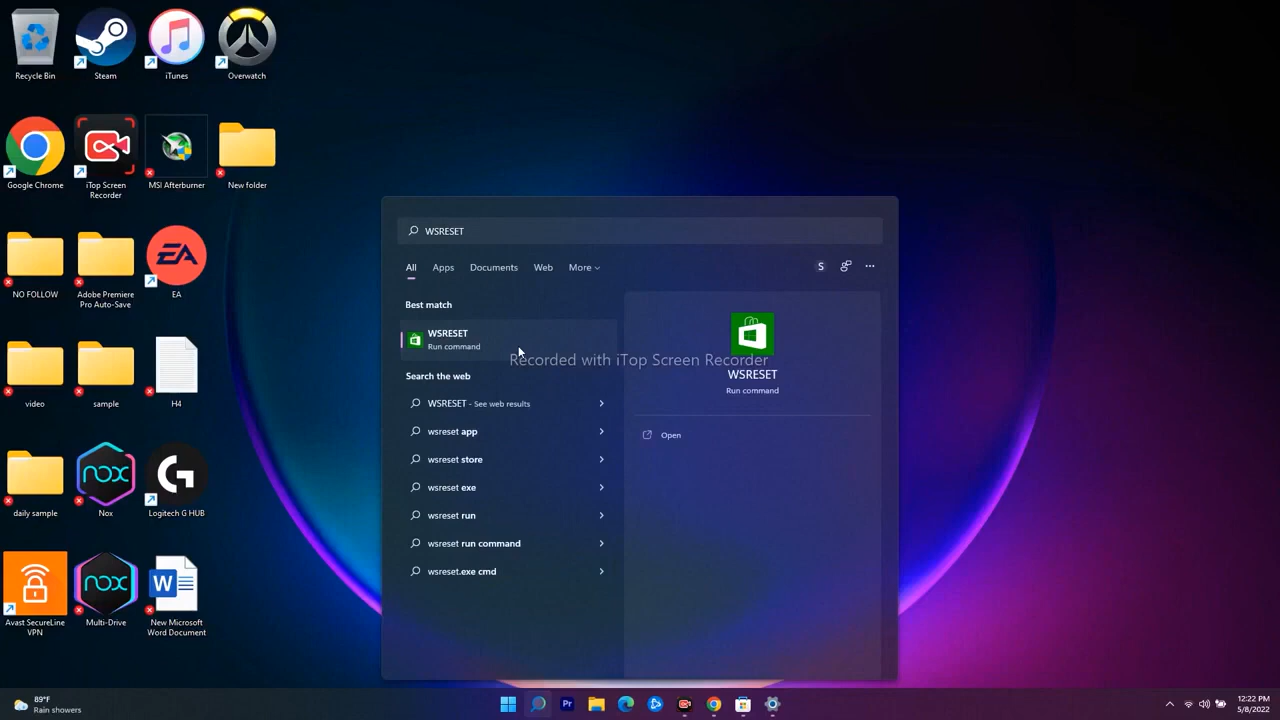 Recycle Bin
Steam
iTunes
Overwatch
Google Chrome
iTop Screen
Recorder
MSI Afterburner
New folder
NO FOLLOW
Adobe Premiere
Pro Auto-Save
EA
EA
video
sample
H4
daily sample
nox
Nox
Logitech G HUB
Avast SecureLine
VPN
nox
Multi-Drive
W
New Microsoft
Word Document
WSRESET
All
Apps
Documents
Web
More
S
Best match
WSRESET
Run command
Search the web
WSRESET - See web results
wsreset app
wsreset store
wsreset exe
wsreset run
wsreset run command
wsreset.exe cmd
Recorded with iTop Screen Recorder
WSRESET
Run command
Open
89°F
Rain showers
Pr
12:22 PM
5/8/2022